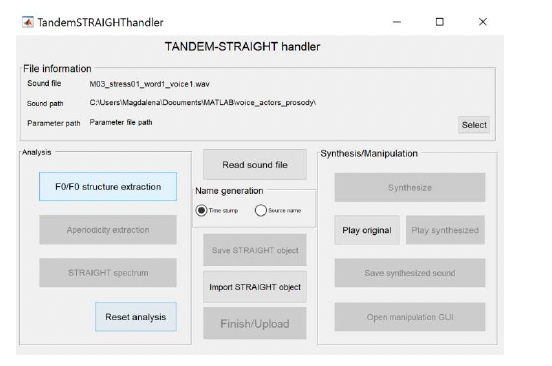 TandemSTRAIGHThandler
TANDEM-STRAIGHT handler
File information
Sound file M03_stress01_word1_voice1.wav
Sound path C:\Users\Magdalena\Documents\MATLAB\voice_actors_prosody\
Parameter path Parameter file path
Select
Analysis
F0/F0 structure extraction
Aperiodicity extraction
STRAIGHT spectrum
Reset analysis
Read sound file
Name generation
Time stump Source name
Save STRAIGHT object
Import STRAIGHT object
Finish/Upload
Synthesis/Manipulation
Synthesize
Play original Play synthesized
Save synthesized sound
Open manipulation GUI